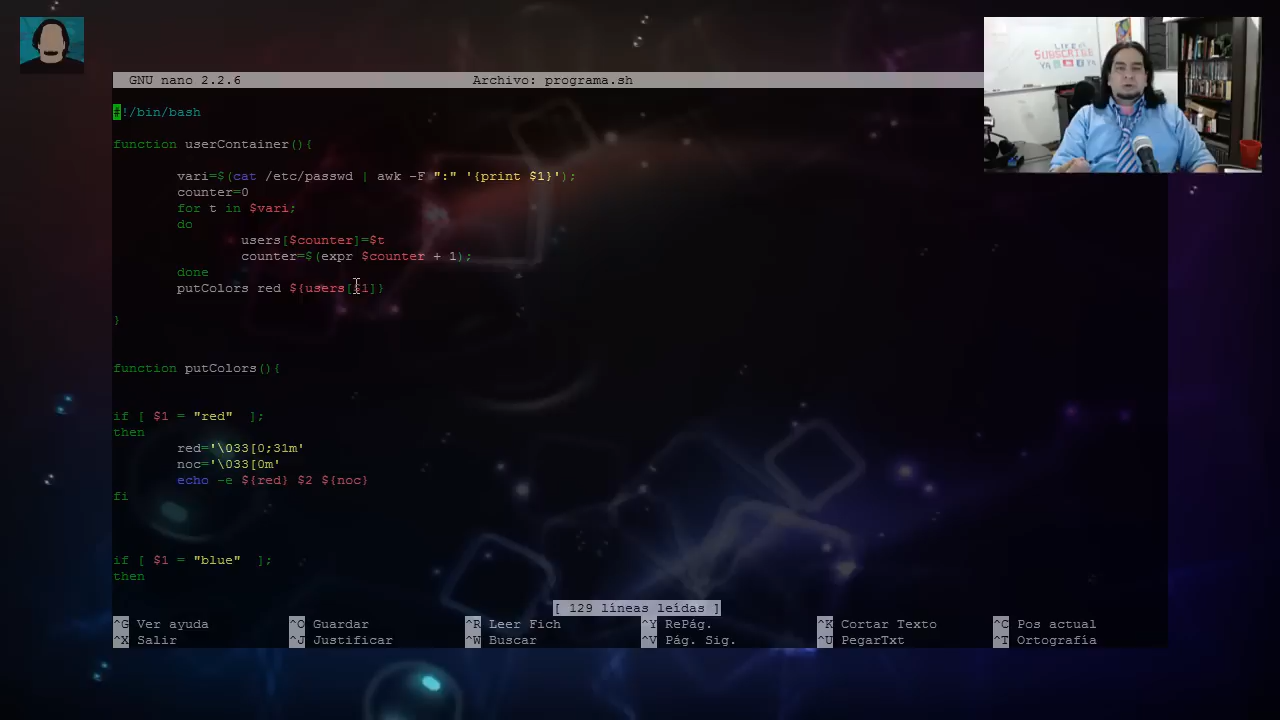 GNU nano 2.2.6 Archivo: programa.sh
#!/bin/bash
function userContainer(){
vari=$(cat /etc/passwd | awk -F ":" '{print $1}');
counter=0
for t in $vari;
do
users[$counter]=$t
counter=$(expr $counter + 1);
done
putColors red ${users[$1]}
}
function putColors(){
if [ $1 = "red" ];
then
red='\033[0;31m'
noc='\033[0m'
echo -e ${red} $2 ${noc}
fi
if [ $1 = "blue" ];
then
[ 129 líneas leídas ]
^G Ver ayuda ^O Guardar ^R Leer Fich ^Y RePág. ^K Cortar Texto ^C Pos actual
^X Salir ^J Justificar ^W Buscar ^V Pág. Sig. ^U PegarTxt ^T Ortografía
LIKE
SUBSCRIBE
YA